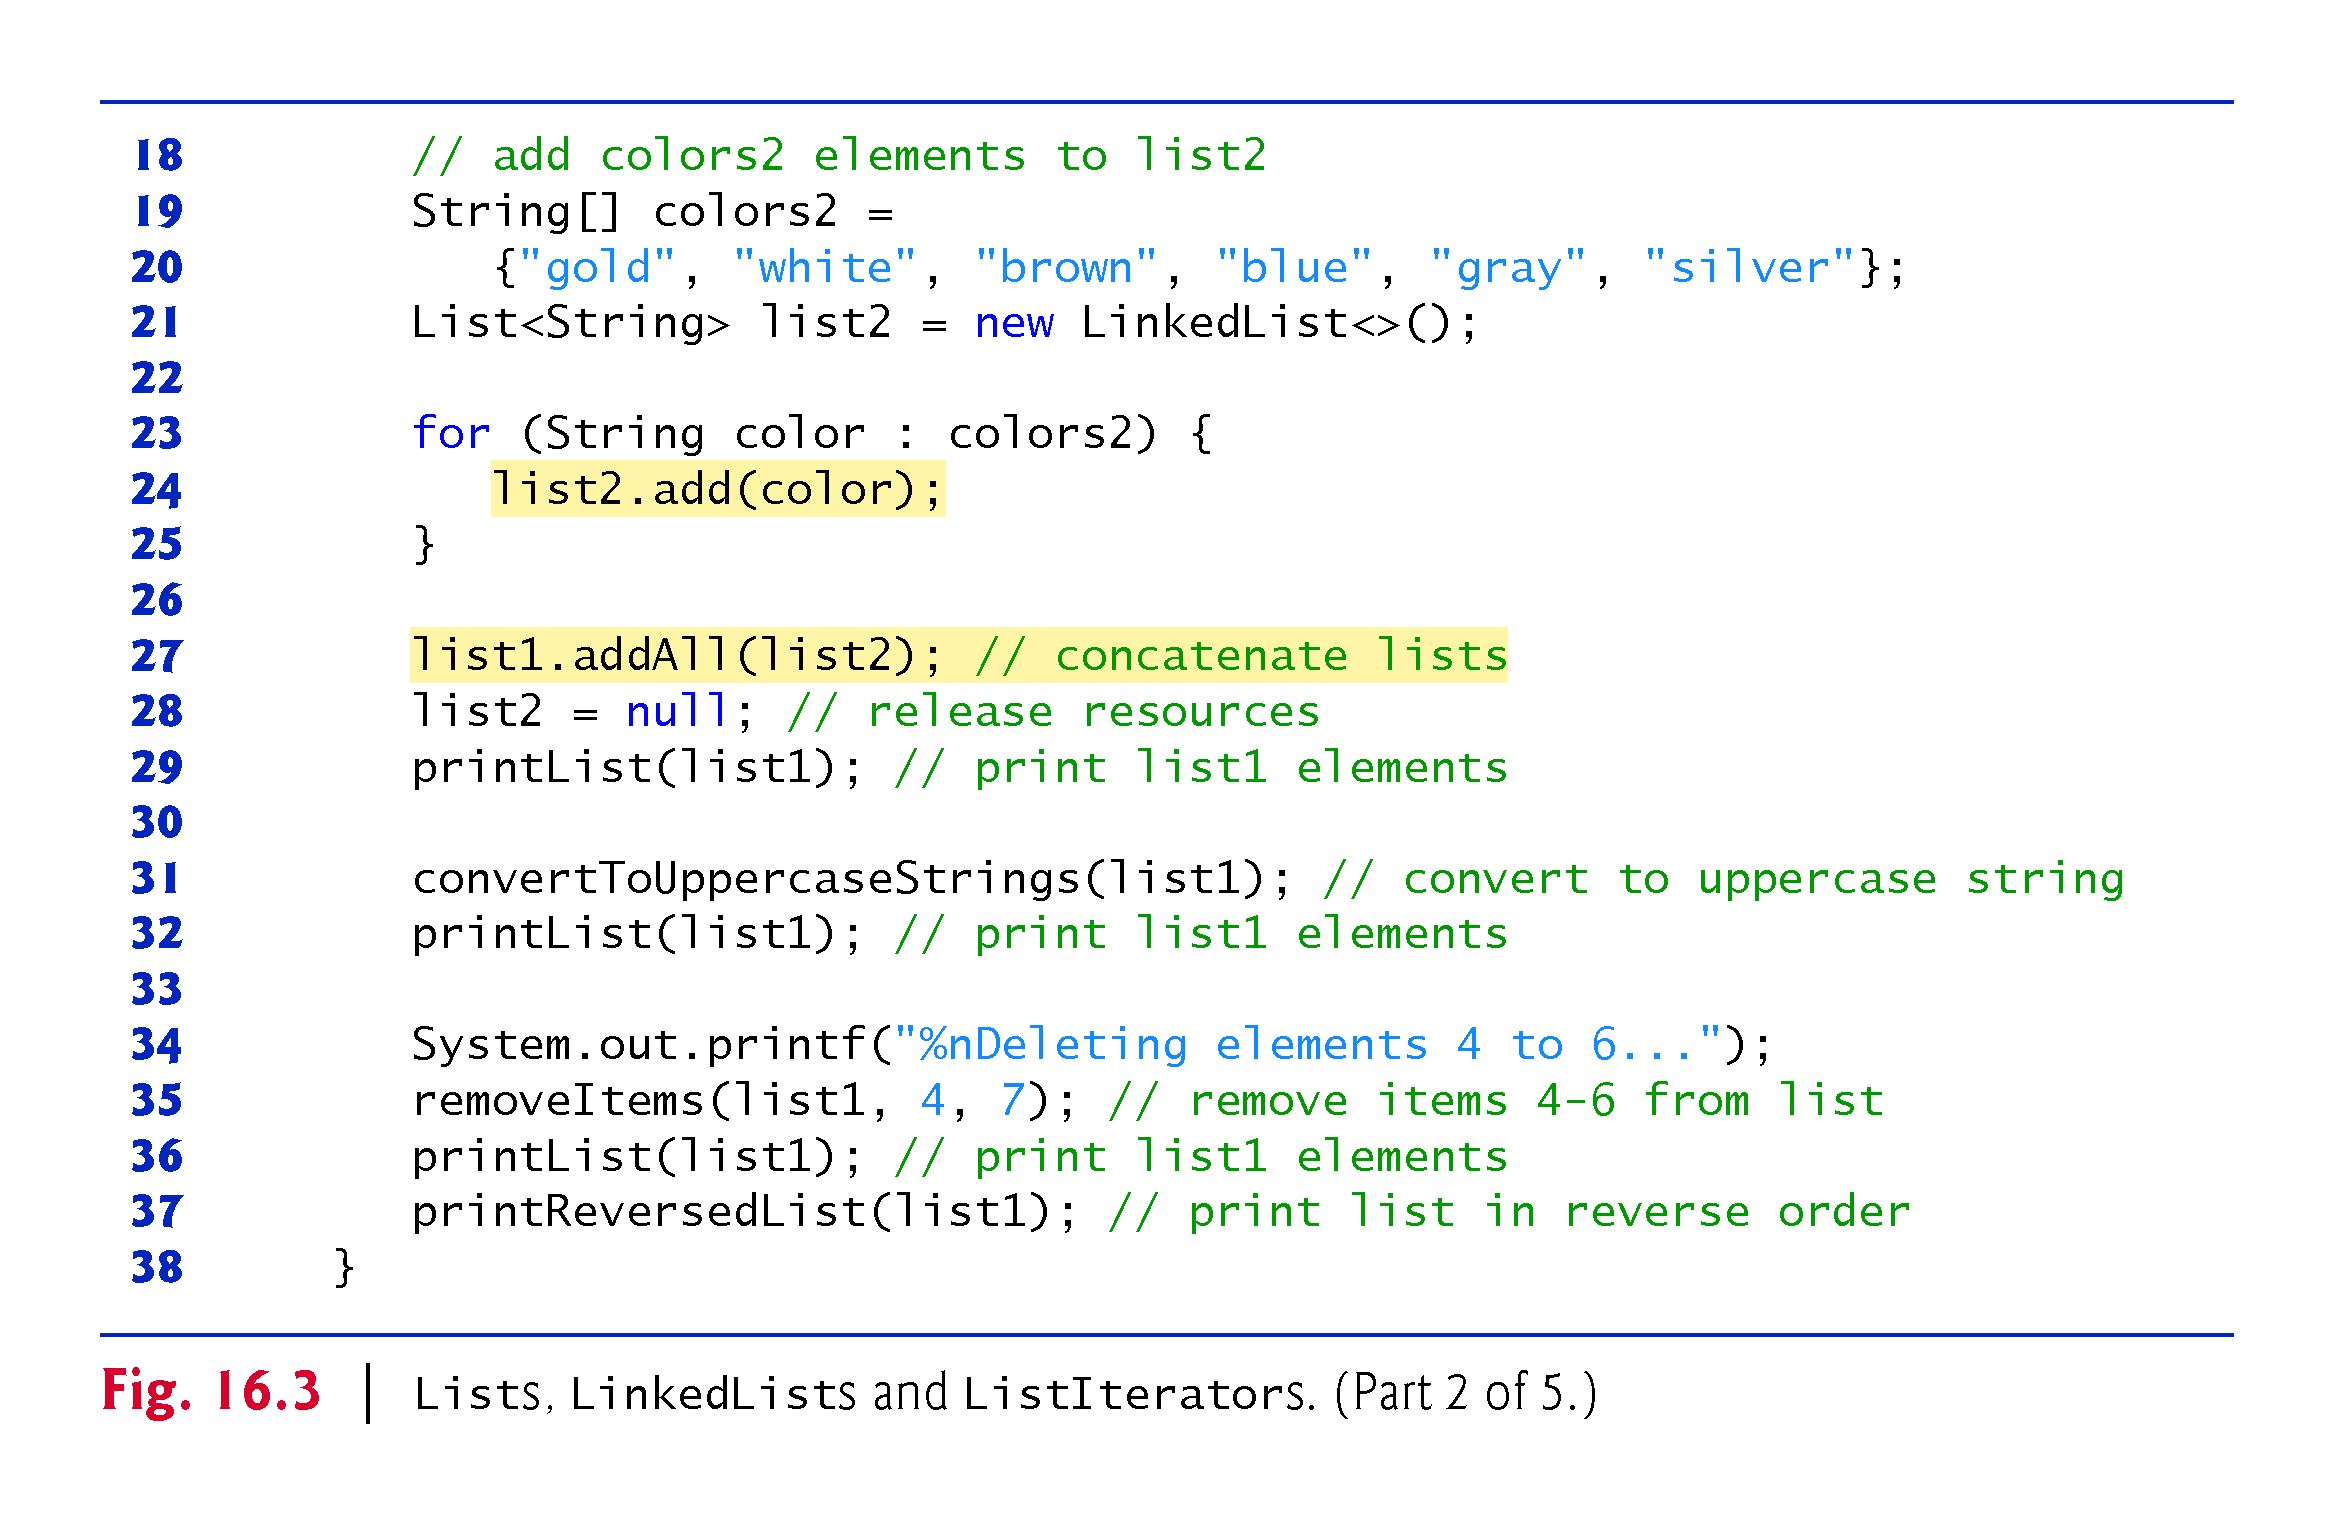 18 // add colors2 elements to list2
19 String[] colors2 =
20 {"gold", "white", "brown", "blue", "gray", "silver"};
21 List<String> list2 = new LinkedList<>();
22
23 for (String color : colors2) {
24 list2.add(color);
25 }
26
27 list1.addAll(list2); // concatenate lists
28 list2 = null; // release resources
29 printList(list1); // print list1 elements
30
31 convertToUppercaseStrings(list1); // convert to uppercase string
32 printList(list1); // print list1 elements
33
34 System.out.printf("%nDeleting elements 4 to 6...");
35 removeItems(list1, 4, 7); // remove items 4-6 from list
36 printList(list1); // print list1 elements
37 printReversedList(list1); // print list in reverse order
38 }
Fig. 16.3 | Lists, LinkedLists and ListIterators. (Part 2 of 5.)